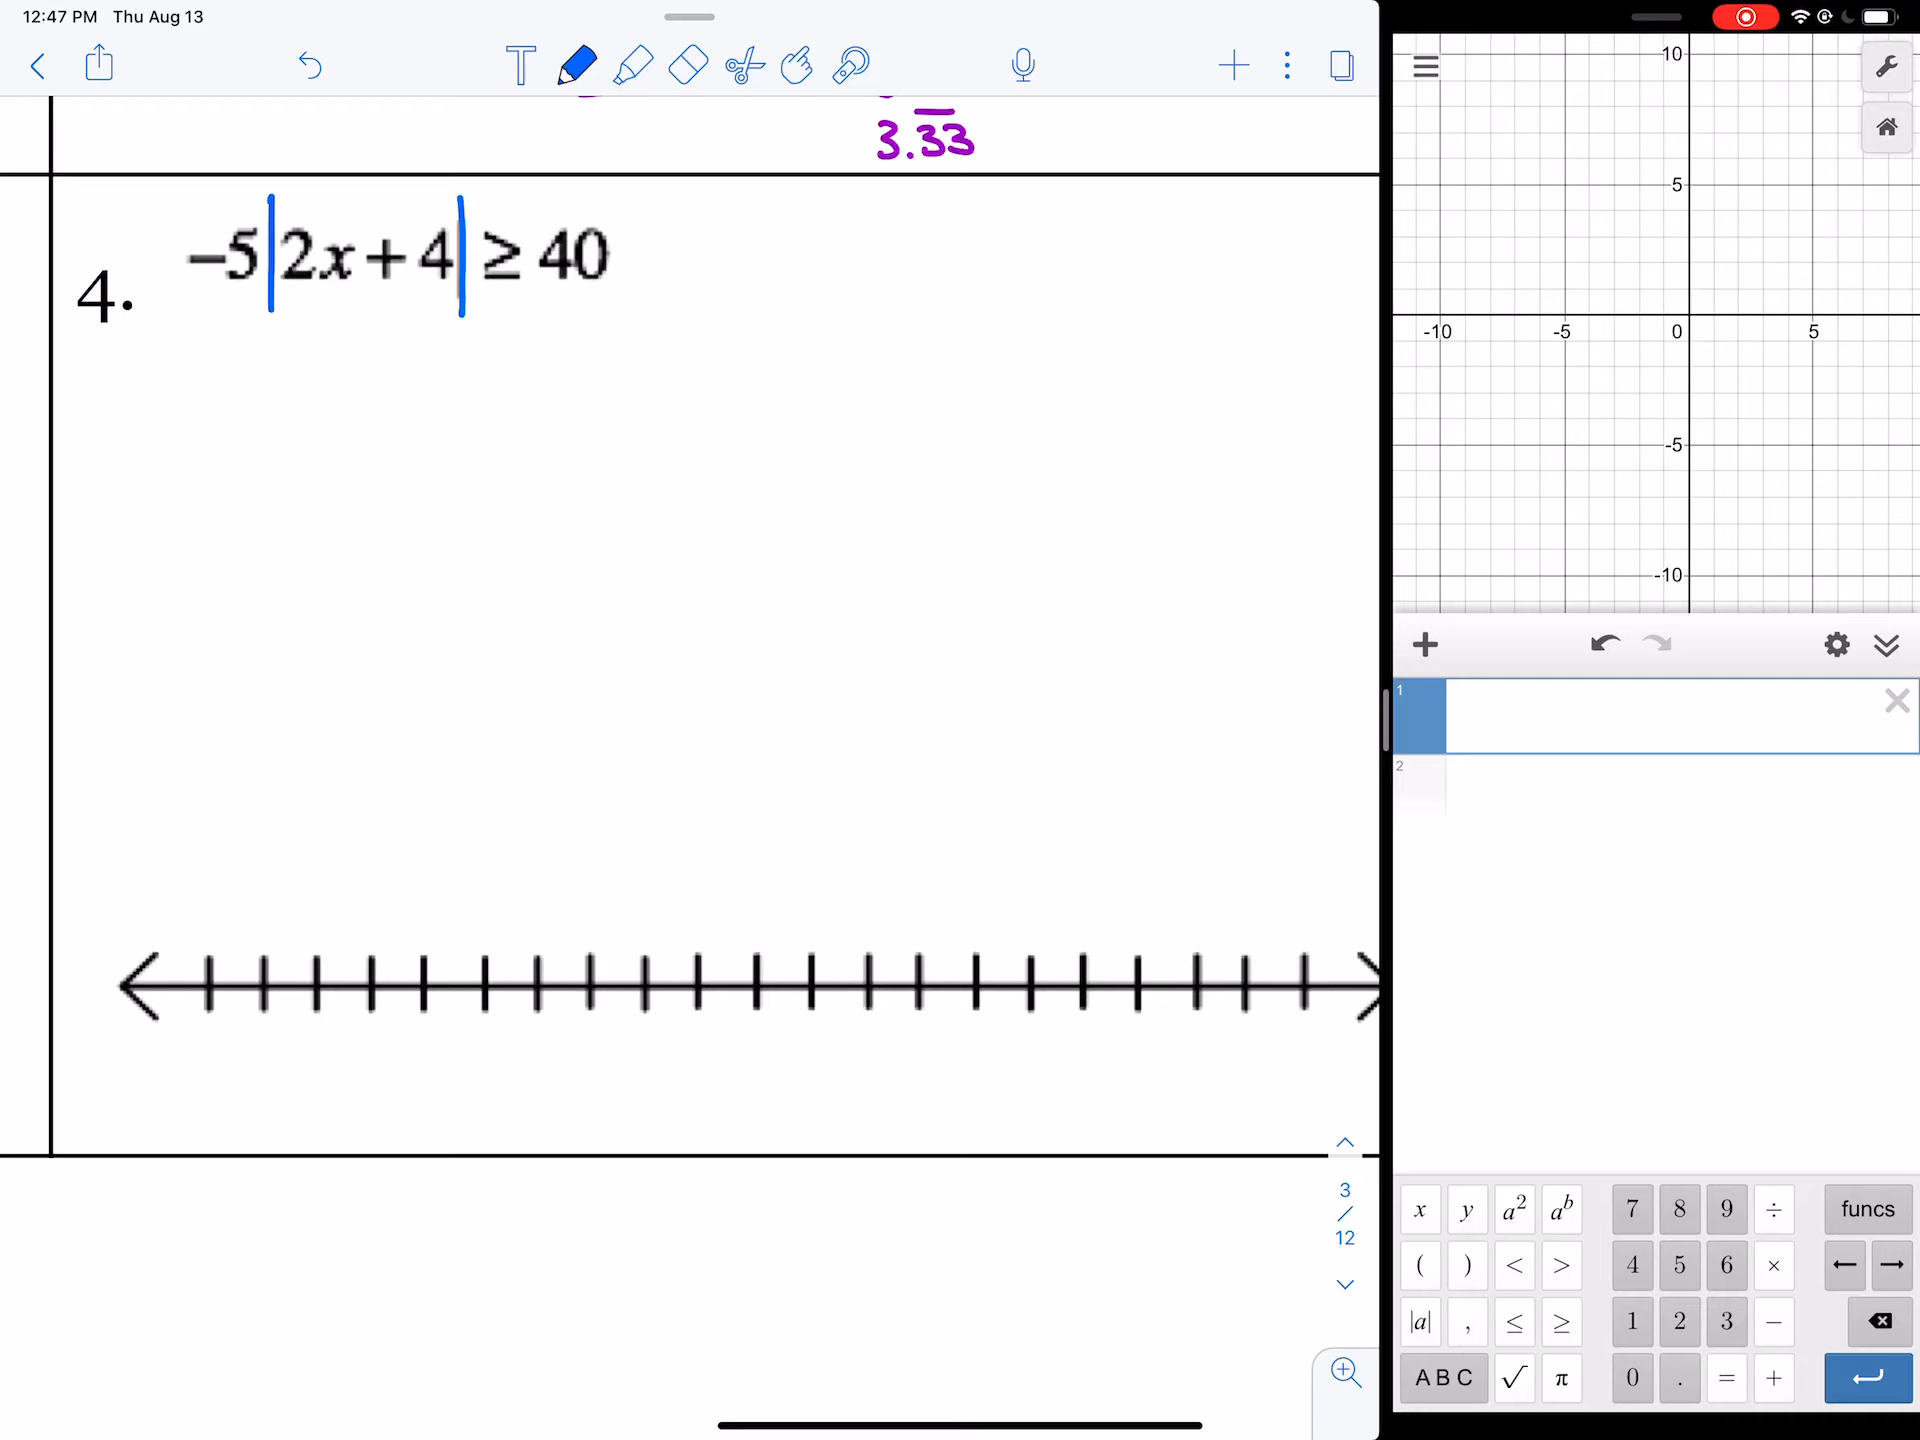 12:47 PM Thu Aug 13
3.33
4. −5|2x + 4| ≥ 40
10
5
-10 -5 0 5
-5
-10
1
2
3
/
12
x y a² aᵇ 7 8 9 ÷ funcs
( ) < > 4 5 6 × ← →
|a| , ≤ ≥ 1 2 3 −
A B C √ π 0 . = +